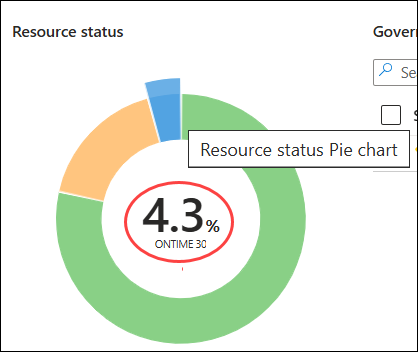 Resource status
Gover
Se
Resource status Pie chart
4.3%
ONTIME 30